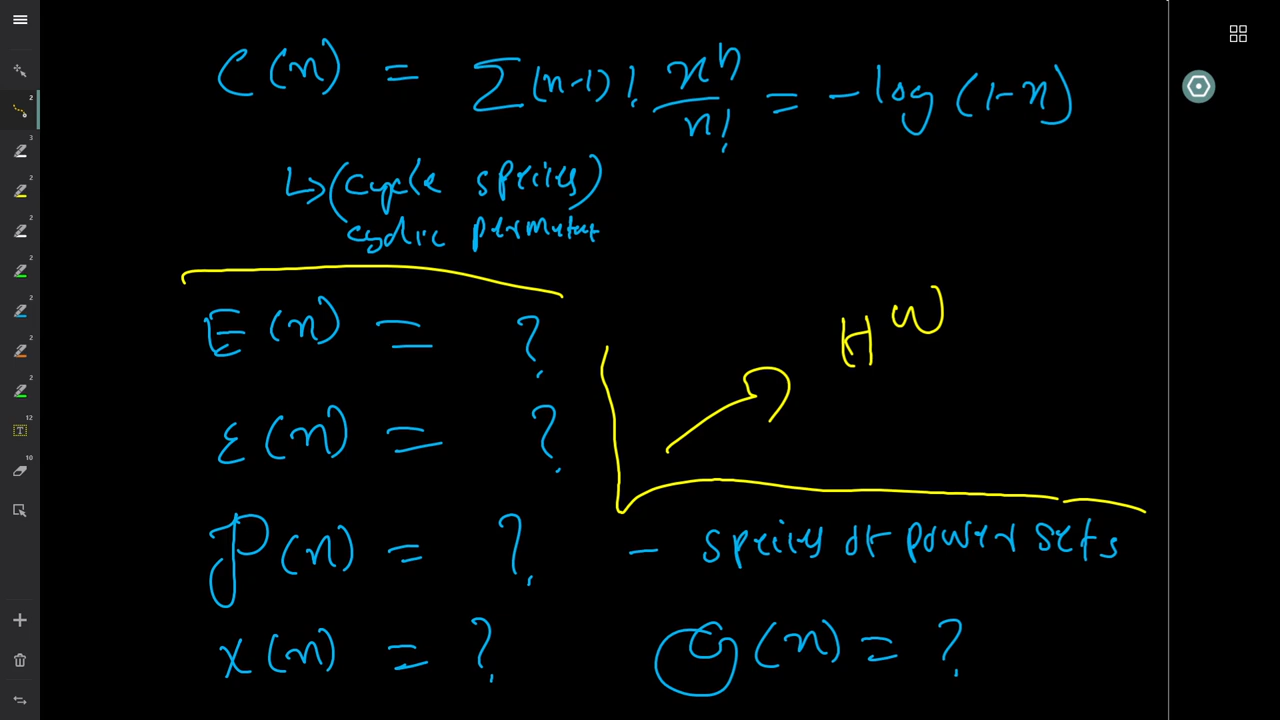 C(x) = Σ (n-1)! x^n/n! = -log(1-x)
↳ (cycle species)
cyclic permutat
E(x) = ?
HW
ε(x) = ?
P(x) = ? - species of power sets
X(x) = ? O(x) = ?